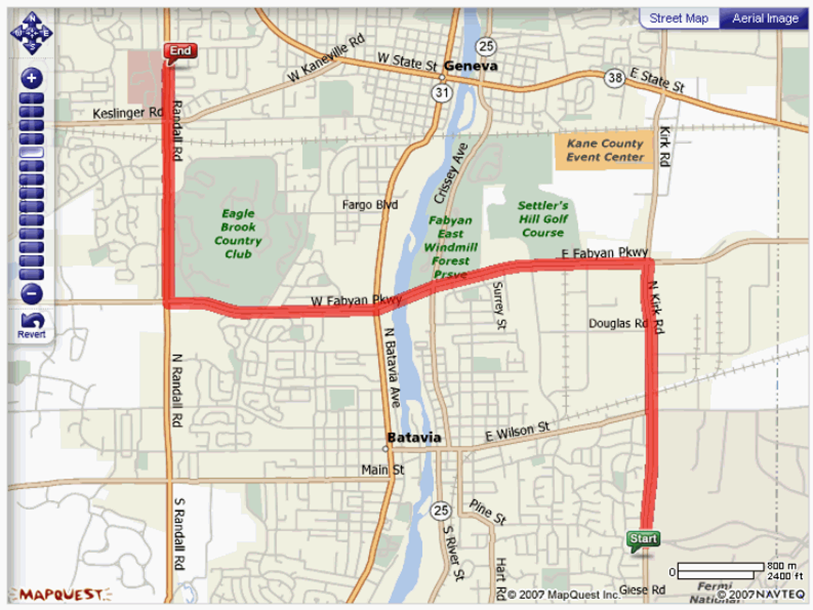 Street Map
Aerial Image
N
W
E
S
End
W Kaneville Rd
W State St
Geneva
25
38
E State St
31
Keslinger Rd
Randall Rd
Crissey Ave
Kane County
Event Center
Kirk Rd
Fargo Blvd
Eagle
Brook
Country
Club
Fabyan
East
Windmill
Forest
Prsve
Settler's
Hill Golf
Course
E Fabyan Pkwy
W Fabyan Pkwy
Surrey St
N Kirk Rd
Douglas Rd
Revert
N Randall Rd
N Batavia Ave
Batavia
E Wilson St
Main St
S Randall Rd
25
Pine St
S River St
Hart Rd
Start
Giese Rd
0
800 m
2400 ft
Fermi
National
MAPQUEST
© 2007 MapQuest Inc.
© 2007 NAVTEQ